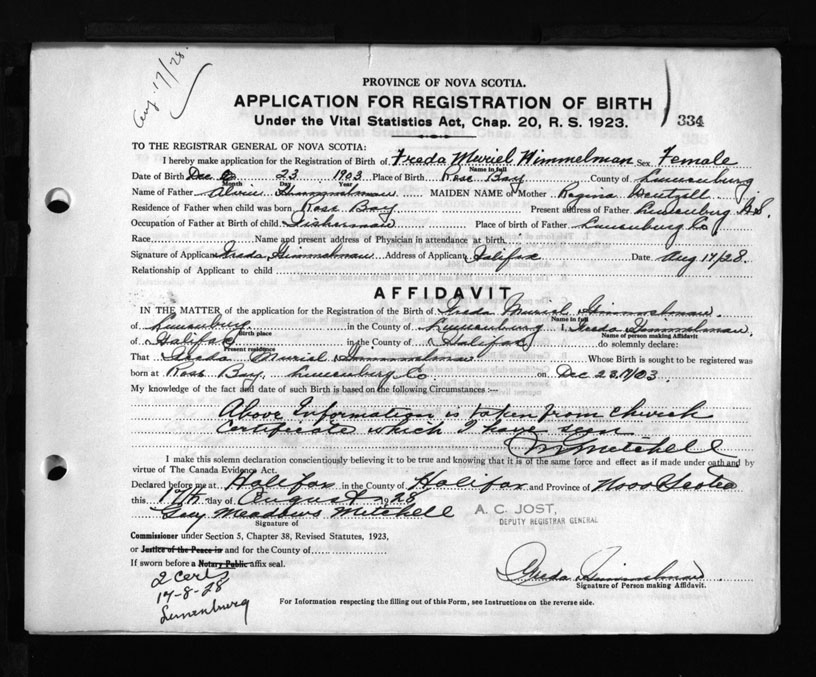 Aug 17/28.
PROVINCE OF NOVA SCOTIA.
APPLICATION FOR REGISTRATION OF BIRTH
Under the Vital Statistics Act, Chap. 20, R. S. 1923.
334
TO THE REGISTRAR GENERAL OF NOVA SCOTIA:
I hereby make application for the Registration of Birth of Freda Muriel Himmelman Sex Female
Name in full
Date of Birth Dec 23 1903 Place of Birth Rose Bay County of Lunenburg
Month Day Year
Name of Father Himmelman MAIDEN NAME of Mother Regina Wentzell
Residence of Father when child was born Rose Bay Present address of Father Lunenburg N.S.
Occupation of Father at Birth of child Fisherman Place of birth of Father Lunenburg Co
Race Name and present address of Physician in attendance at birth
Signature of Applicant Freda Himmelman Address of Applicant Halifax Date Aug 17/28.
Relationship of Applicant to child
AFFIDAVIT
IN THE MATTER of the application for the Registration of the Birth of Freda Muriel Himmelman
Name in full
of Lunenburg in the County of Lunenburg I, Freda Himmelman
Birth place Name of person making Affidavit
of Halifax in the County of Halifax do solemnly declare:
Present residence
That Freda Muriel Himmelman Whose Birth is sought to be registered was
born at Rose Bay Lunenburg Co on Dec 23/1903.
My knowledge of the fact and date of such Birth is based on the following Circumstances:—
Above Information is taken from Church
Certificate which I have seen
Mitchell
I make this solemn declaration conscientiously believing it to be true and knowing that it is of the same force and effect as if made under oath and by
virtue of The Canada Evidence Act.
Declared before me at Halifax in the County of Halifax and Province of Nova Scotia
this 17th day of August 1928
Guy Meadows Mitchell
A. C. JOST,
DEPUTY REGISTRAR GENERAL
Signature of
Commissioner under Section 5, Chapter 38, Revised Statutes, 1923,
or Justice of the Peace in and for the County of
If sworn before a Notary Public affix seal.
Freda Himmelman
Signature of Person making Affidavit.
2 Certs
17-8-28
Lunenburg
For Information respecting the filling out of this Form, see Instructions on the reverse side.